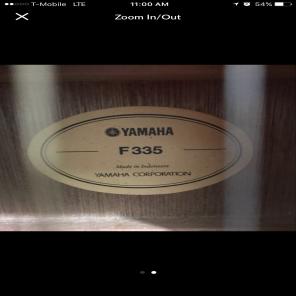 T-Mobile LTE 11:00 AM 54%
Zoom In/Out
YAMAHA
F335
Made in Indonesia
YAMAHA CORPORATION